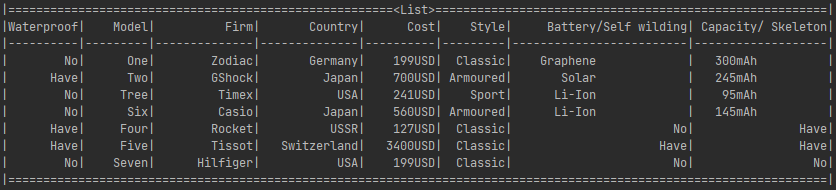 |=======================================================<List>========================================================|
|Waterproof|    Model|         Firm|       Country|      Cost|    Style|     Battery/Self wilding| Capacity/ Skeleton|
|----------|---------|-------------|--------------|----------|---------|-------------------------|-------------------|
|        No|      One|       Zodiac|       Germany|    199USD|  Classic|    Graphene                  300mAh
|      Have|      Two|       GShock|         Japan|    700USD| Armoured|       Solar                  245mAh
|        No|     Tree|        Timex|           USA|    241USD|    Sport|      Li-Ion                   95mAh
|        No|      Six|        Casio|         Japan|    560USD| Armoured|      Li-Ion                  145mAh
|      Have|     Four|       Rocket|          USSR|    127USD|  Classic|                       No|               Have|
|      Have|     Five|       Tissot|   Switzerland|   3400USD|  Classic|                     Have|               Have|
|        No|    Seven|     Hilfiger|           USA|    199USD|  Classic|                       No|                 No|
|=====================================================================================================================|